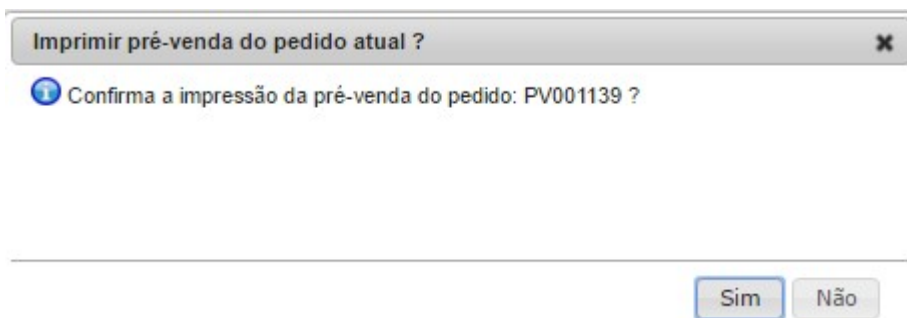 Imprimir pré-venda do pedido atual ?
Confirma a impressão da pré-venda do pedido: PV001139 ?
Sim Não